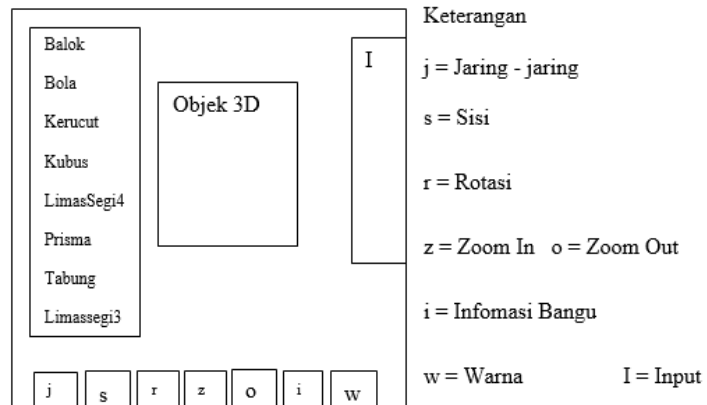 Balok
Bola
Kerucut
Kubus
LimasSegi4
Prisma
Tabung
Limassegi3
Objek 3D
I
j
s
r
z
o
i
w
Keterangan
j = Jaring - jaring
s = Sisi
r = Rotasi
z = Zoom In o = Zoom Out
i = Infomasi Bangu
w = Warna I = Input